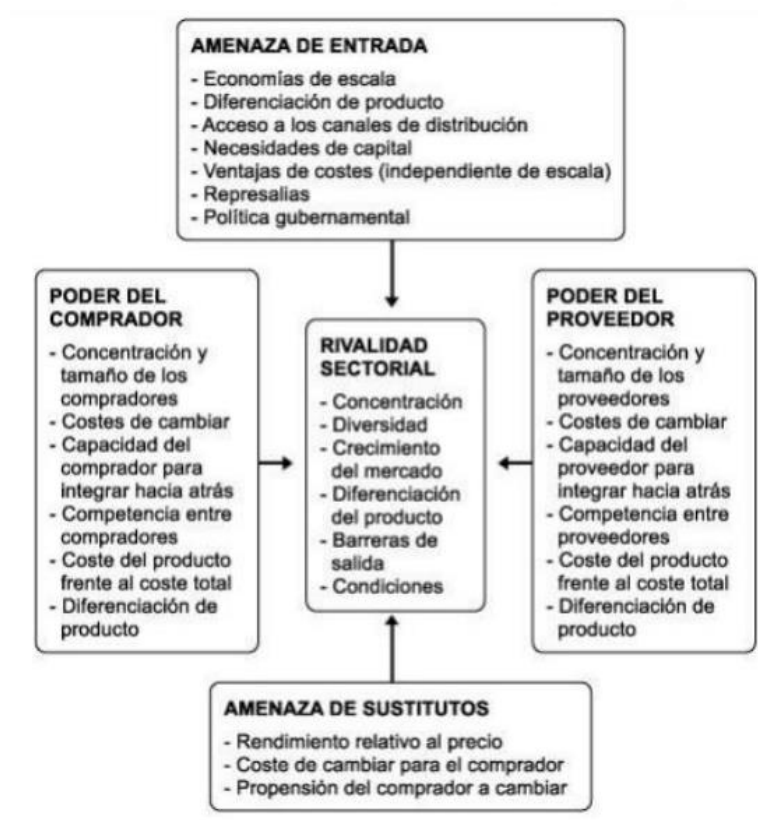 AMENAZA DE ENTRADA
- Economías de escala
- Diferenciación de producto
- Acceso a los canales de distribución
- Necesidades de capital
- Ventajas de costes (independiente de escala)
- Represalias
- Política gubernamental
PODER DEL
COMPRADOR
- Concentración y
tamaño de los
compradores
- Costes de cambiar
- Capacidad del
comprador para
integrar hacia atrás
- Competencia entre
compradores
- Coste del producto
frente al coste total
- Diferenciación de
producto
RIVALIDAD
SECTORIAL
- Concentración
- Diversidad
- Crecimiento
del mercado
- Diferenciación
del producto
- Barreras de
salida
- Condiciones
PODER DEL
PROVEEDOR
- Concentración y
tamaño de los
proveedores
- Costes de cambiar
- Capacidad del
proveedor para
integrar hacia atrás
- Competencia entre
proveedores
- Coste del producto
frente al coste total
- Diferenciación de
producto
AMENAZA DE SUSTITUTOS
- Rendimiento relativo al precio
- Coste de cambiar para el comprador
- Propensión del comprador a cambiar